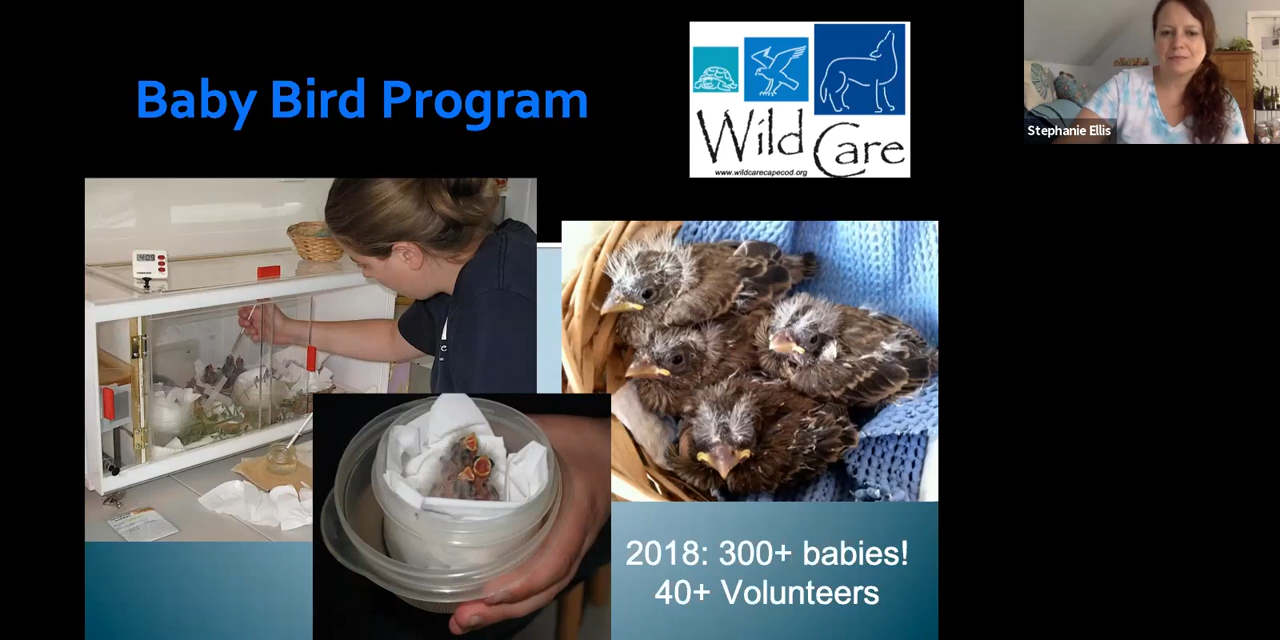 Baby Bird Program
Wild Care
www.wildcarecapecod.org
Stephanie Ellis
2018: 300+ babies!
40+ Volunteers